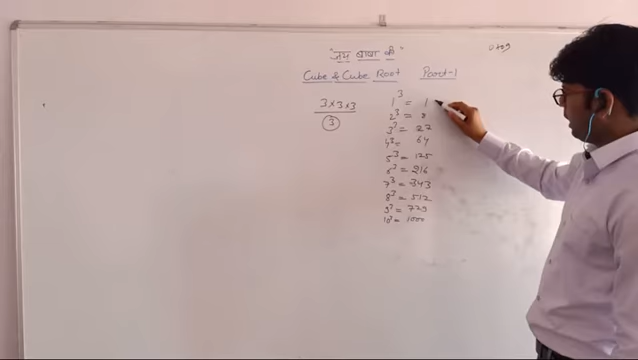 "जय बाबा की"
Cube & Cube Root Part-1
3×3×3
3
1³ = 1
2³ = 8
3³ = 27
4³ = 64
5³ = 125
6³ = 216
7³ = 343
8³ = 512
9³ = 729
10³ = 1000